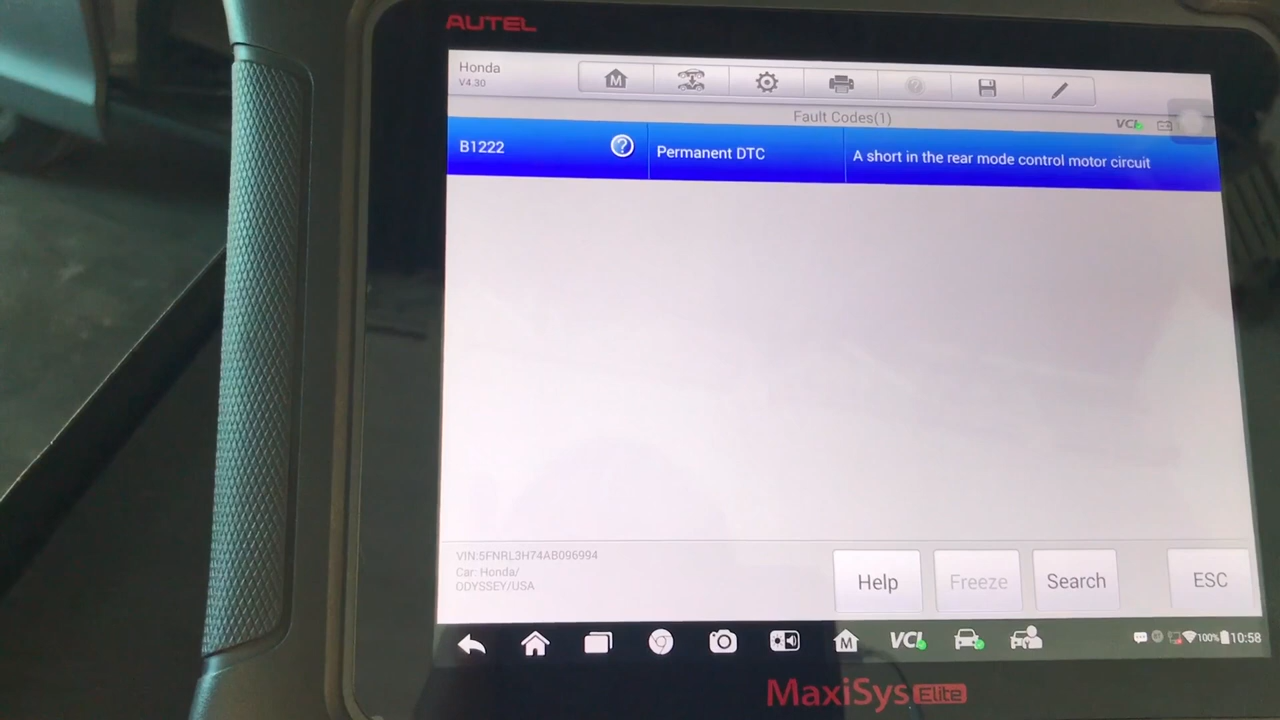 AUTEL
Honda
V4.30
M
Fault Codes(1)
VCI
B1222
?
Permanent DTC
A short in the rear mode control motor circuit
VIN:5FNRL3H74AB096994
Car: Honda/
ODYSSEY/USA
Help
Freeze
Search
ESC
M
VCI
100%
10:58
MaxiSys Elite